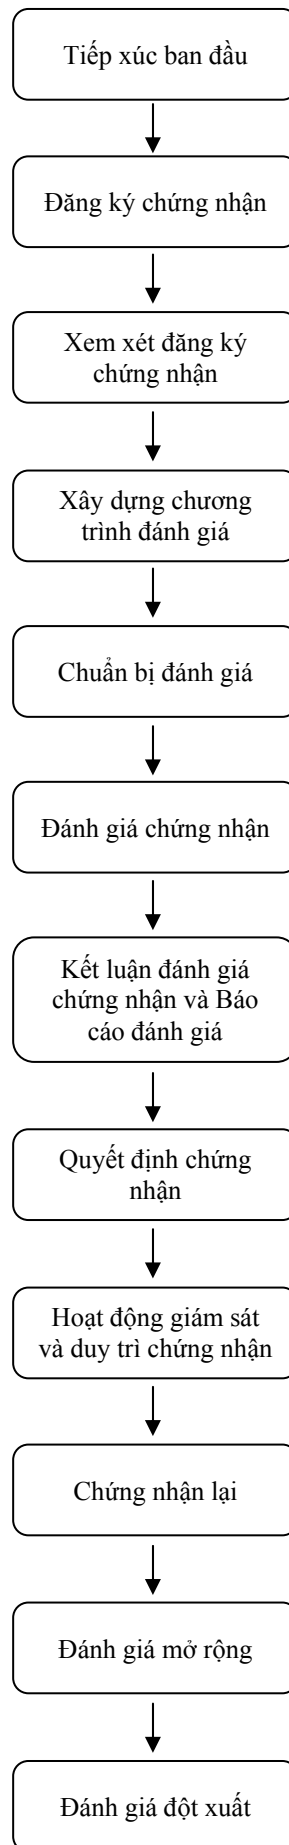 Tiếp xúc ban đầu
Đăng ký chứng nhận
Xem xét đăng ký
chứng nhận
Xây dựng chương
trình đánh giá
Chuẩn bị đánh giá
Đánh giá chứng nhận
Kết luận đánh giá
chứng nhận và Báo
cáo đánh giá
Quyết định chứng
nhận
Hoạt động giám sát
và duy trì chứng nhận
Chứng nhận lại
Đánh giá mở rộng
Đánh giá đột xuất